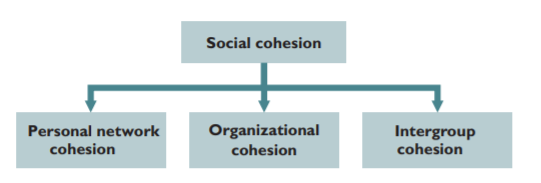 Social cohesion
Personal network
cohesion
Organizational
cohesion
Intergroup
cohesion